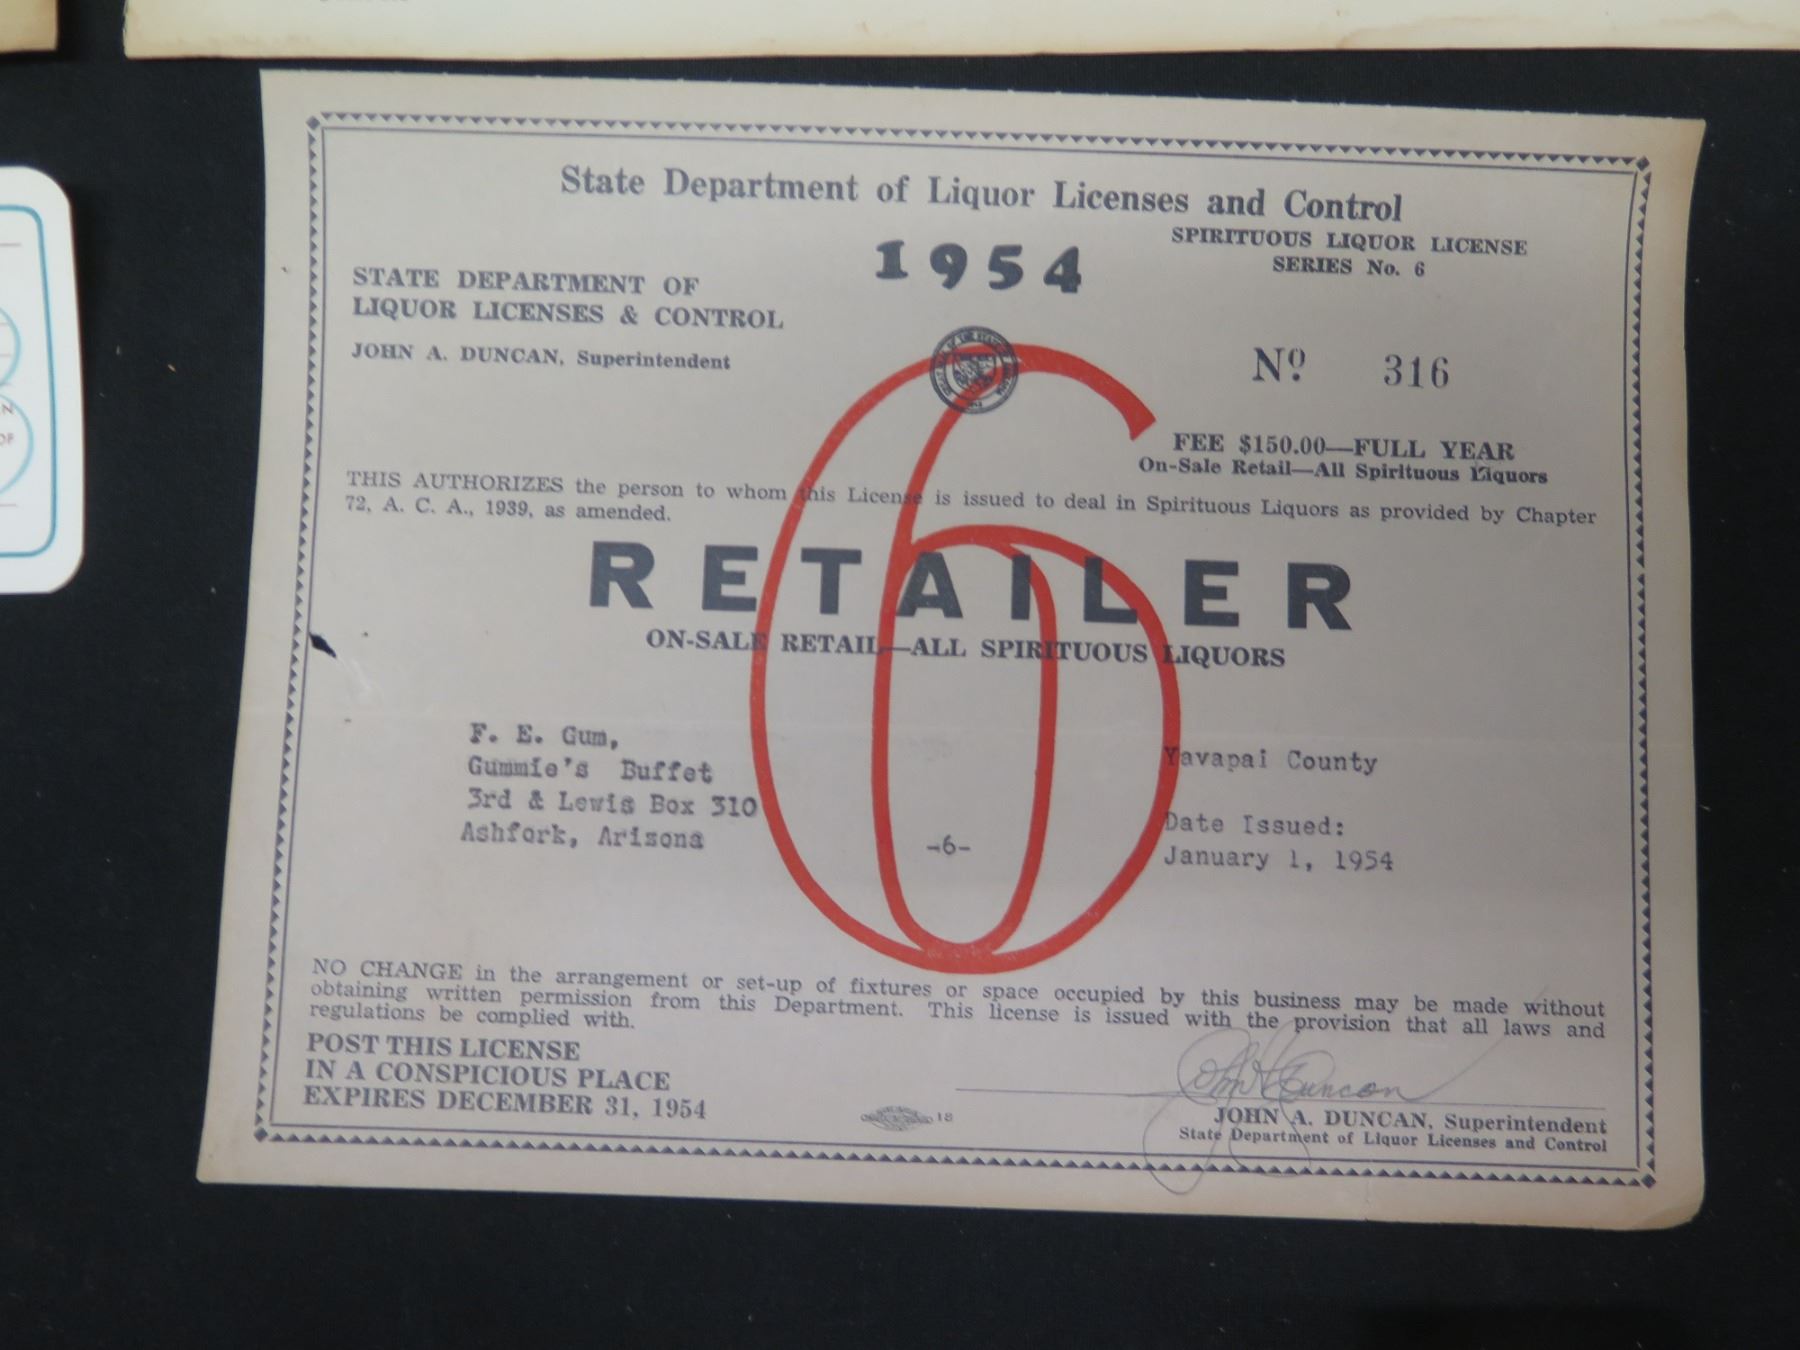 State Department of Liquor Licenses and Control
1954
SPIRITUOUS LIQUOR LICENSE
SERIES No. 6
STATE DEPARTMENT OF
LIQUOR LICENSES & CONTROL
JOHN A. DUNCAN, Superintendent
Nº 316
FEE $150.00—FULL YEAR
On-Sale Retail—All Spirituous Liquors
THIS AUTHORIZES the person to whom this License is issued to deal in Spirituous Liquors as provided by Chapter
72, A. C. A., 1939, as amended.
6
RETAILER
ON-SALE RETAIL—ALL SPIRITUOUS LIQUORS
F. E. Gum,
Gummie's Buffet
3rd & Lewis Box 310
Ashfork, Arizona
-6-
Yavapai County
Date Issued:
January 1, 1954
NO CHANGE in the arrangement or set-up of fixtures or space occupied by this business may be made without
obtaining written permission from this Department. This license is issued with the provision that all laws and
regulations be complied with.
POST THIS LICENSE
IN A CONSPICIOUS PLACE
EXPIRES DECEMBER 31, 1954
18
John A Duncan
JOHN A. DUNCAN, Superintendent
State Department of Liquor Licenses and Control
N
OF